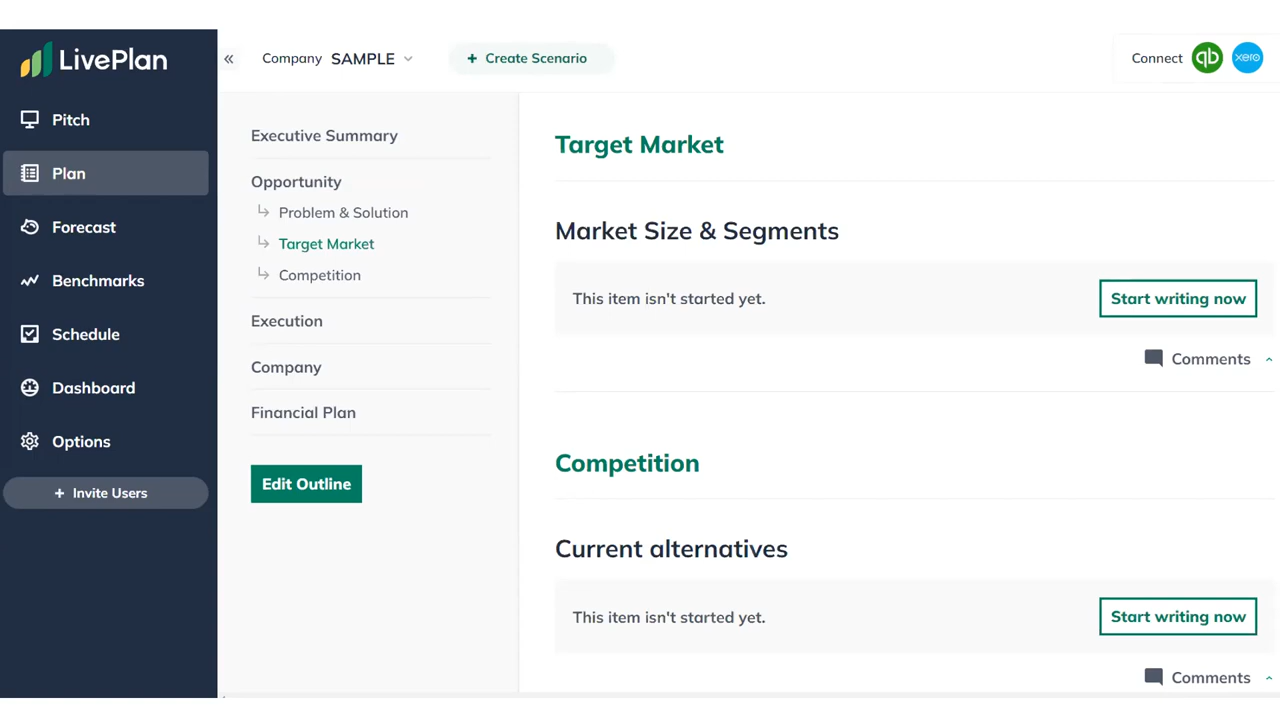 LivePlan
«
Company SAMPLE
+ Create Scenario
Connect qb xero
Pitch
Plan
Forecast
Benchmarks
Schedule
Dashboard
Options
+ Invite Users
Executive Summary
Opportunity
Problem & Solution
Target Market
Competition
Execution
Company
Financial Plan
Edit Outline
Target Market
Market Size & Segments
This item isn't started yet.
Start writing now
Comments
Competition
Current alternatives
This item isn't started yet.
Start writing now
Comments